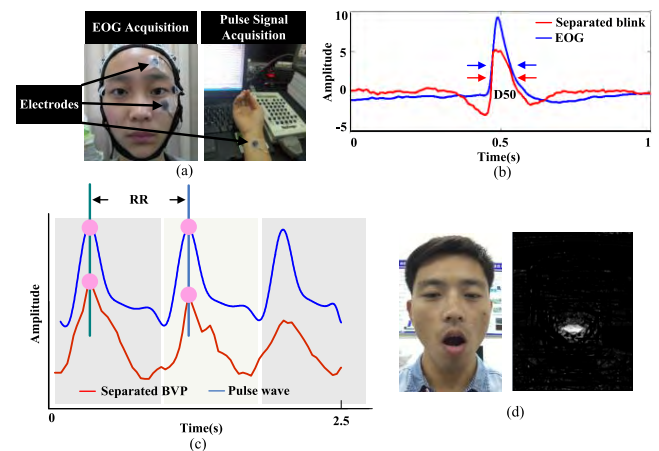 EOG Acquisition
Pulse Signal
Acquisition
Electrodes
(a)
Amplitude
10
5
0
-5
Separated blink
EOG
D50
0.5
1
Time(s)
(b)
RR
Amplitude
Separated BVP
Pulse wave
0
2.5
Time(s)
(c)
(d)